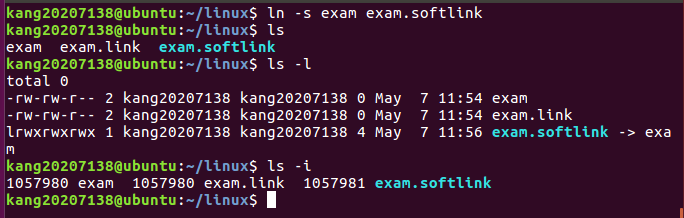 kang20207138@ubuntu:~/linux$ ln -s exam exam.softlink
kang20207138@ubuntu:~/linux$ ls
exam  exam.link  exam.softlink
kang20207138@ubuntu:~/linux$ ls -l
total 0
-rw-rw-r-- 2 kang20207138 kang20207138 0 May  7 11:54 exam
-rw-rw-r-- 2 kang20207138 kang20207138 0 May  7 11:54 exam.link
lrwxrwxrwx 1 kang20207138 kang20207138 4 May  7 11:56 exam.softlink -> exa
m
kang20207138@ubuntu:~/linux$ ls -i
1057980 exam  1057980 exam.link  1057981 exam.softlink
kang20207138@ubuntu:~/linux$